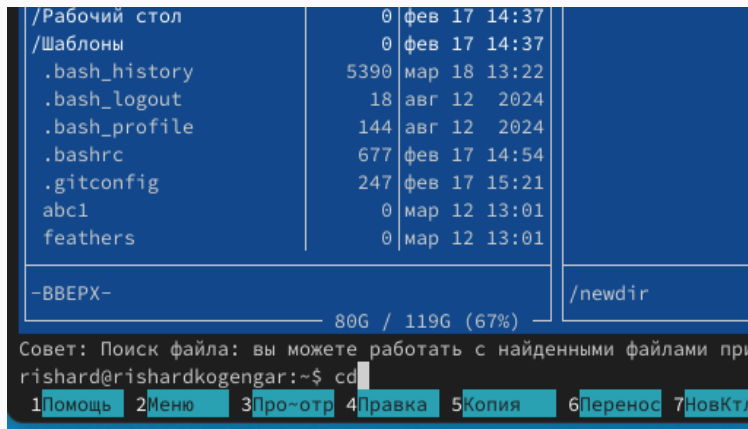 /Рабочий стол 0 фев 17 14:37
/Шаблоны 0 фев 17 14:37
.bash_history 5390 мар 18 13:22
.bash_logout 18 авг 12 2024
.bash_profile 144 авг 12 2024
.bashrc 677 фев 17 14:54
.gitconfig 247 фев 17 15:21
abc1 0 мар 12 13:01
feathers 0 мар 12 13:01
-ВВЕРХ- /newdir
80G / 119G (67%)
Совет: Поиск файла: вы можете работать с найденными файлами при
rishard@rishardkogengar:~$ cd
1Помощь 2Меню 3Про~отр 4Правка 5Копия 6Перенос 7НовКтл